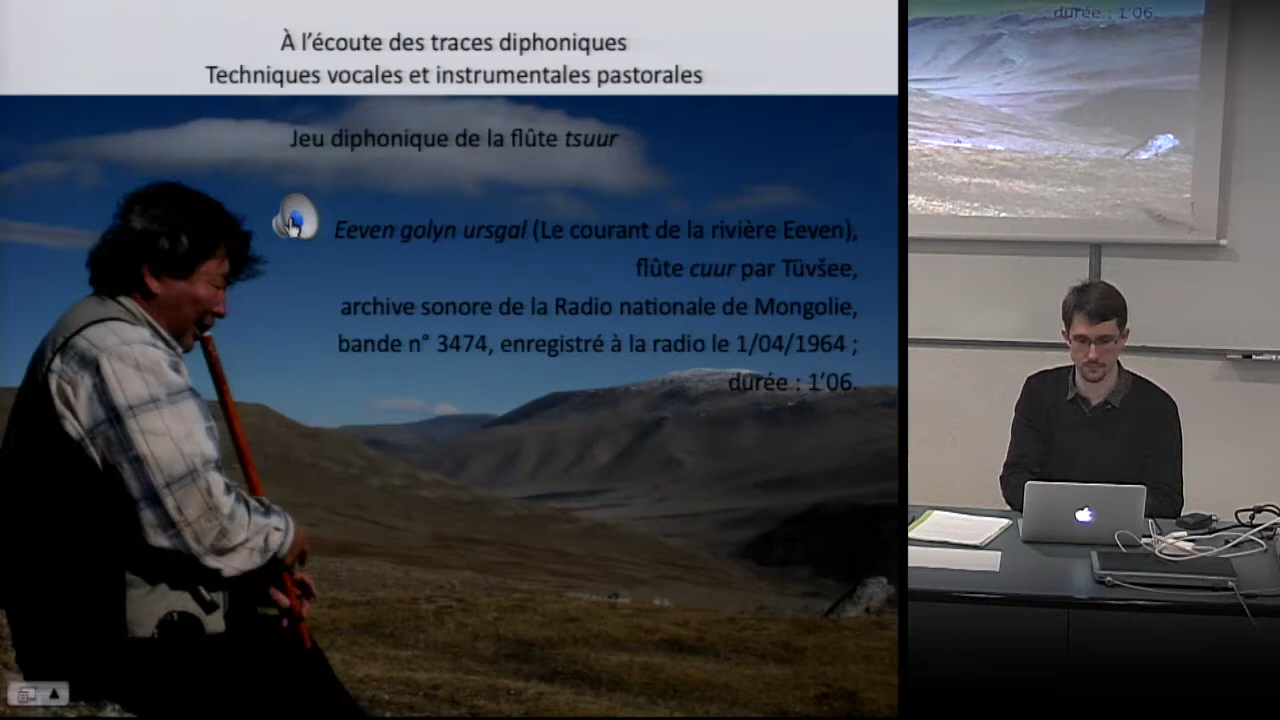 À l'écoute des traces diphoniques
Techniques vocales et instrumentales pastorales
Jeu diphonique de la flûte tsuur
Eeven golyn ursgal (Le courant de la rivière Eeven),
flûte cuur par Tüvšee,
archive sonore de la Radio nationale de Mongolie,
bande n° 3474, enregistré à la radio le 1/04/1964 ;
durée : 1'06.
durée : 1'06.